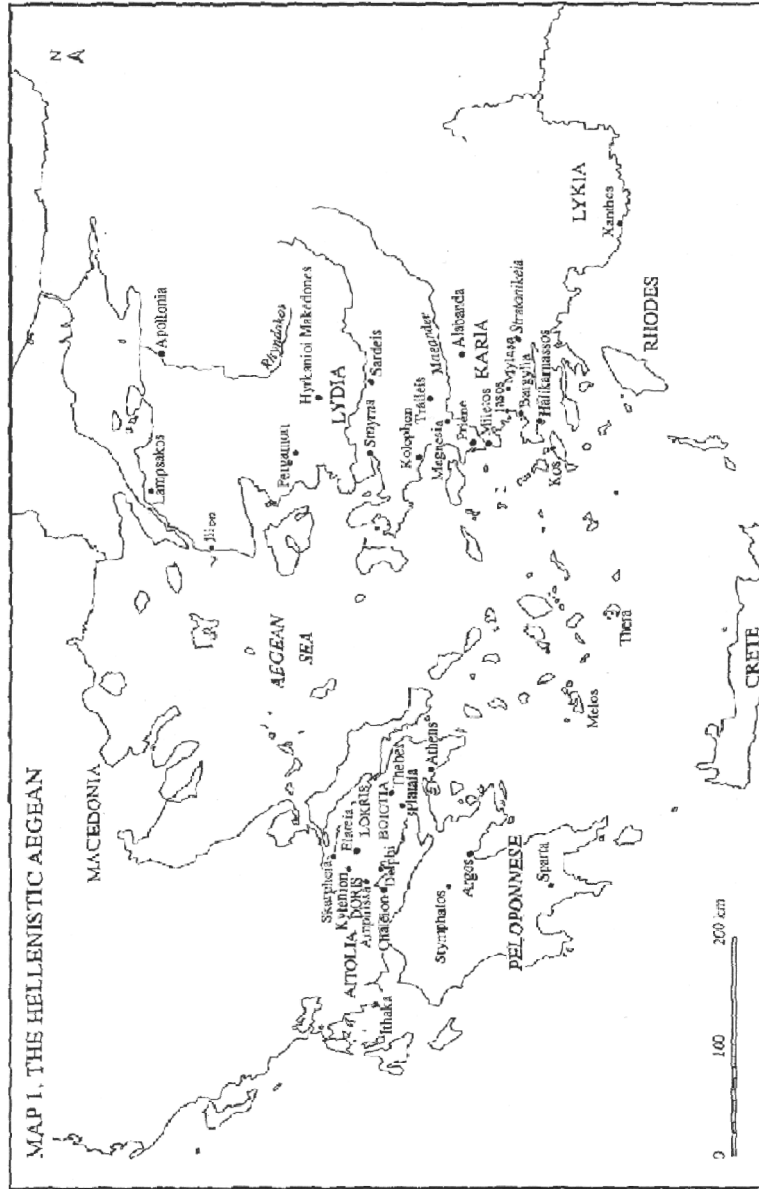 MAP 1. THE HELLENISTIC AEGEAN
N
MACEDONIA
Lampsakos
Apollonia
Ilion
Rhyndakos
AEGEAN
SEA
Pergamon
Hyrkanioi Makedones
LYDIA
Smyrna
Sardeis
Skarpheia
Kytenion
Elateia
DORIS
LOKRIS
AITOLIA
Amphissa
BOIOTIA
Chaleion
Delphi
Thebes
Plataia
Ithaka
Athens
Kolophon
Tralleis
Magnesia
Maeander
Priene
Alabanda
Miletos
KARIA
Iasos
Mylasa
Stratonikeia
Bargylia
Halikarnassos
Kos
Stymphalos
Argos
PELOPONNESE
Sparta
Melos
Thera
LYKIA
Xanthos
RHODES
CRETE
0 100 200 km